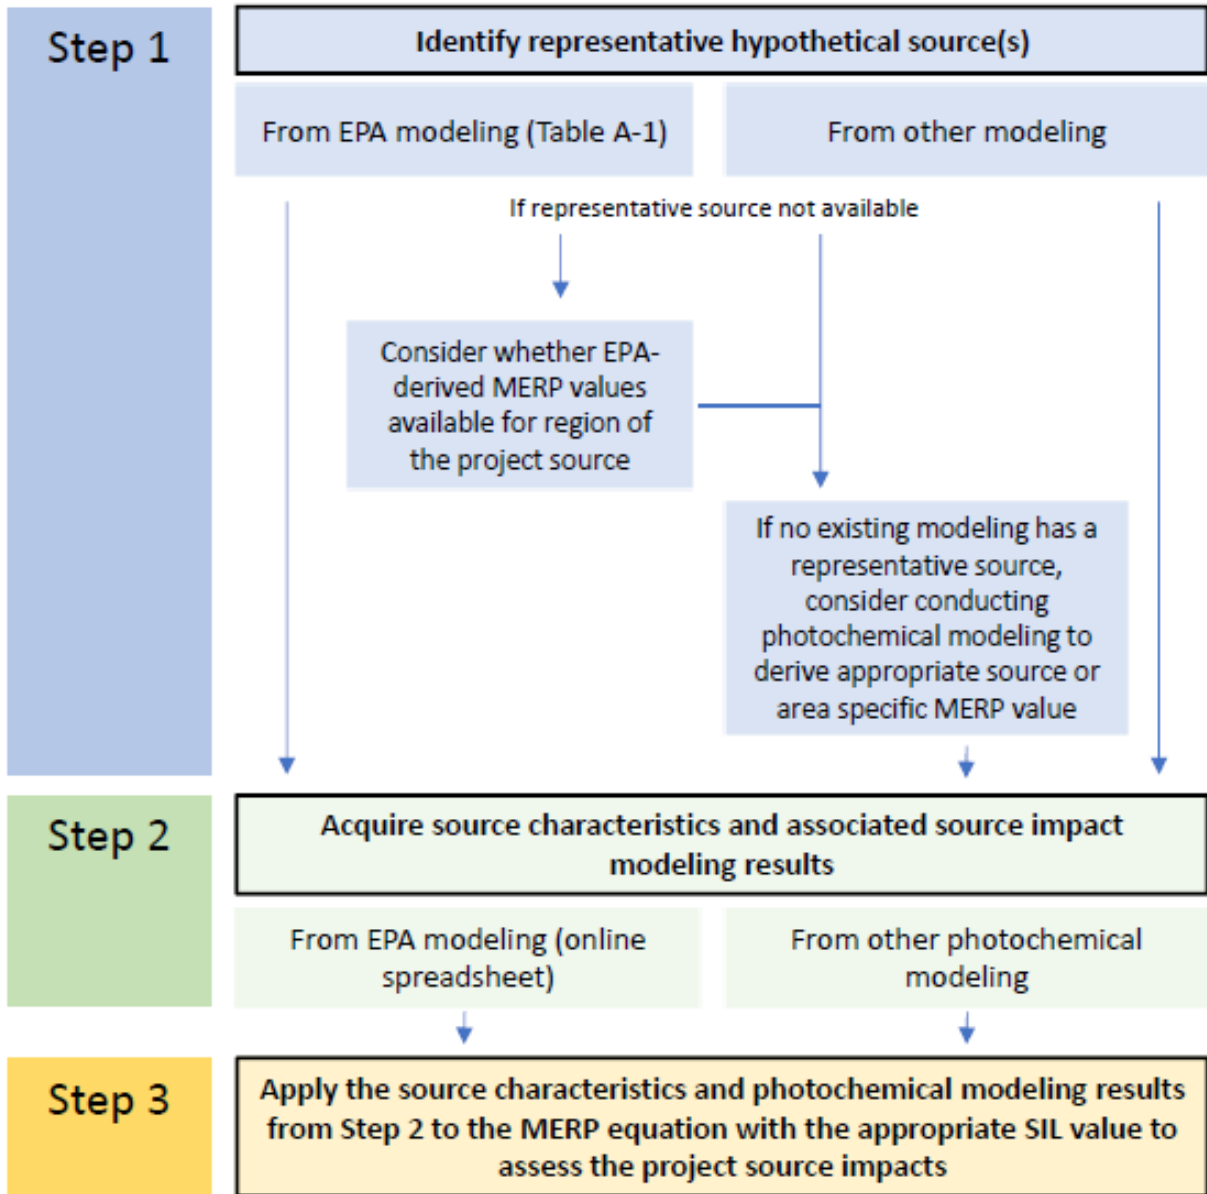 Step 1
Identify representative hypothetical source(s)
From EPA modeling (Table A-1)
From other modeling
If representative source not available
Consider whether EPA-
derived MERP values
available for region of
the project source
If no existing modeling has a
representative source,
consider conducting
photochemical modeling to
derive appropriate source or
area specific MERP value
Step 2
Acquire source characteristics and associated source impact
modeling results
From EPA modeling (online
spreadsheet)
From other photochemical
modeling
Step 3
Apply the source characteristics and photochemical modeling results
from Step 2 to the MERP equation with the appropriate SIL value to
assess the project source impacts